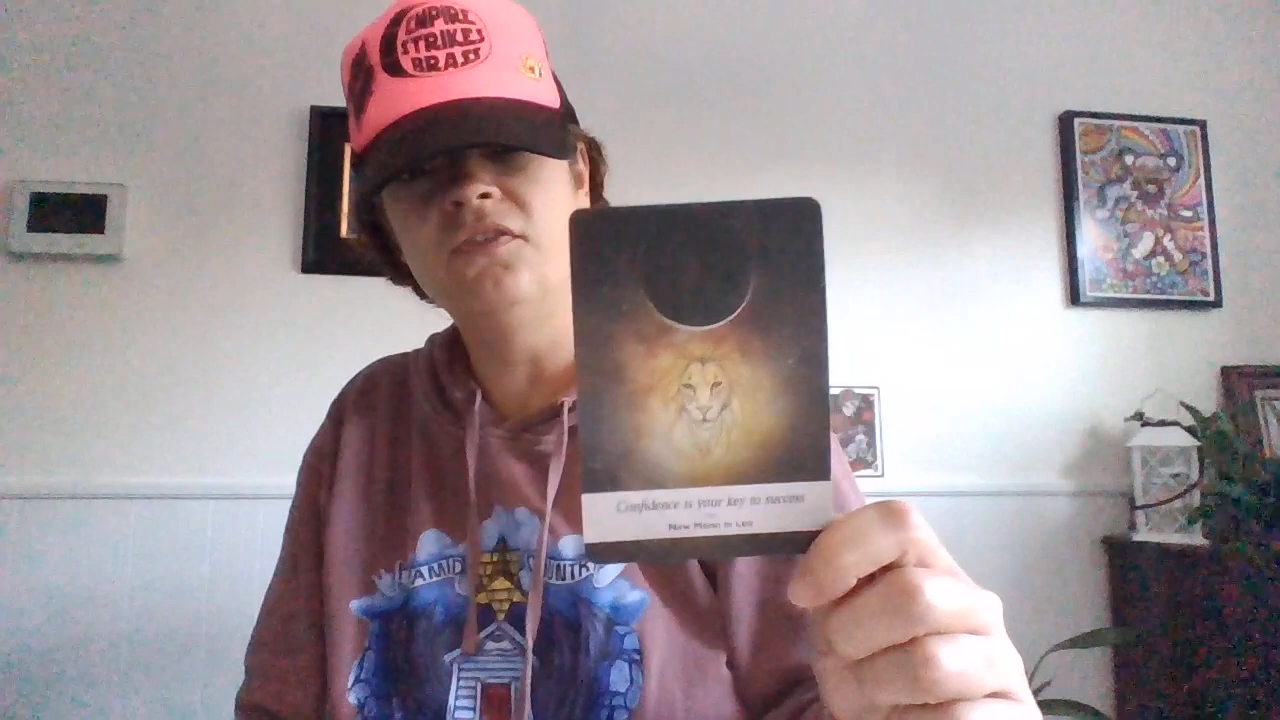 EMPIRE
STRIKES
BRASS
Confidence is your key to success
New Moon in Leo